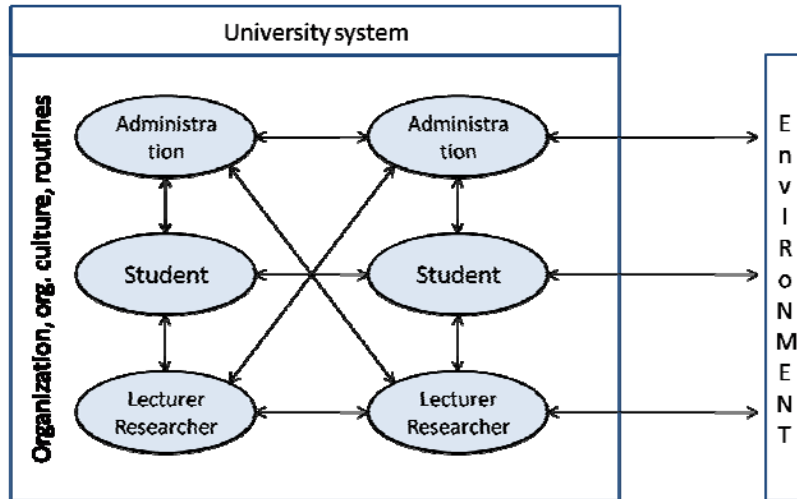 University system
Organization, org. culture, routines
Administra
tion
Administra
tion
Student
Student
Lecturer
Researcher
Lecturer
Researcher
E
n
v
I
R
o
N
M
E
N
T